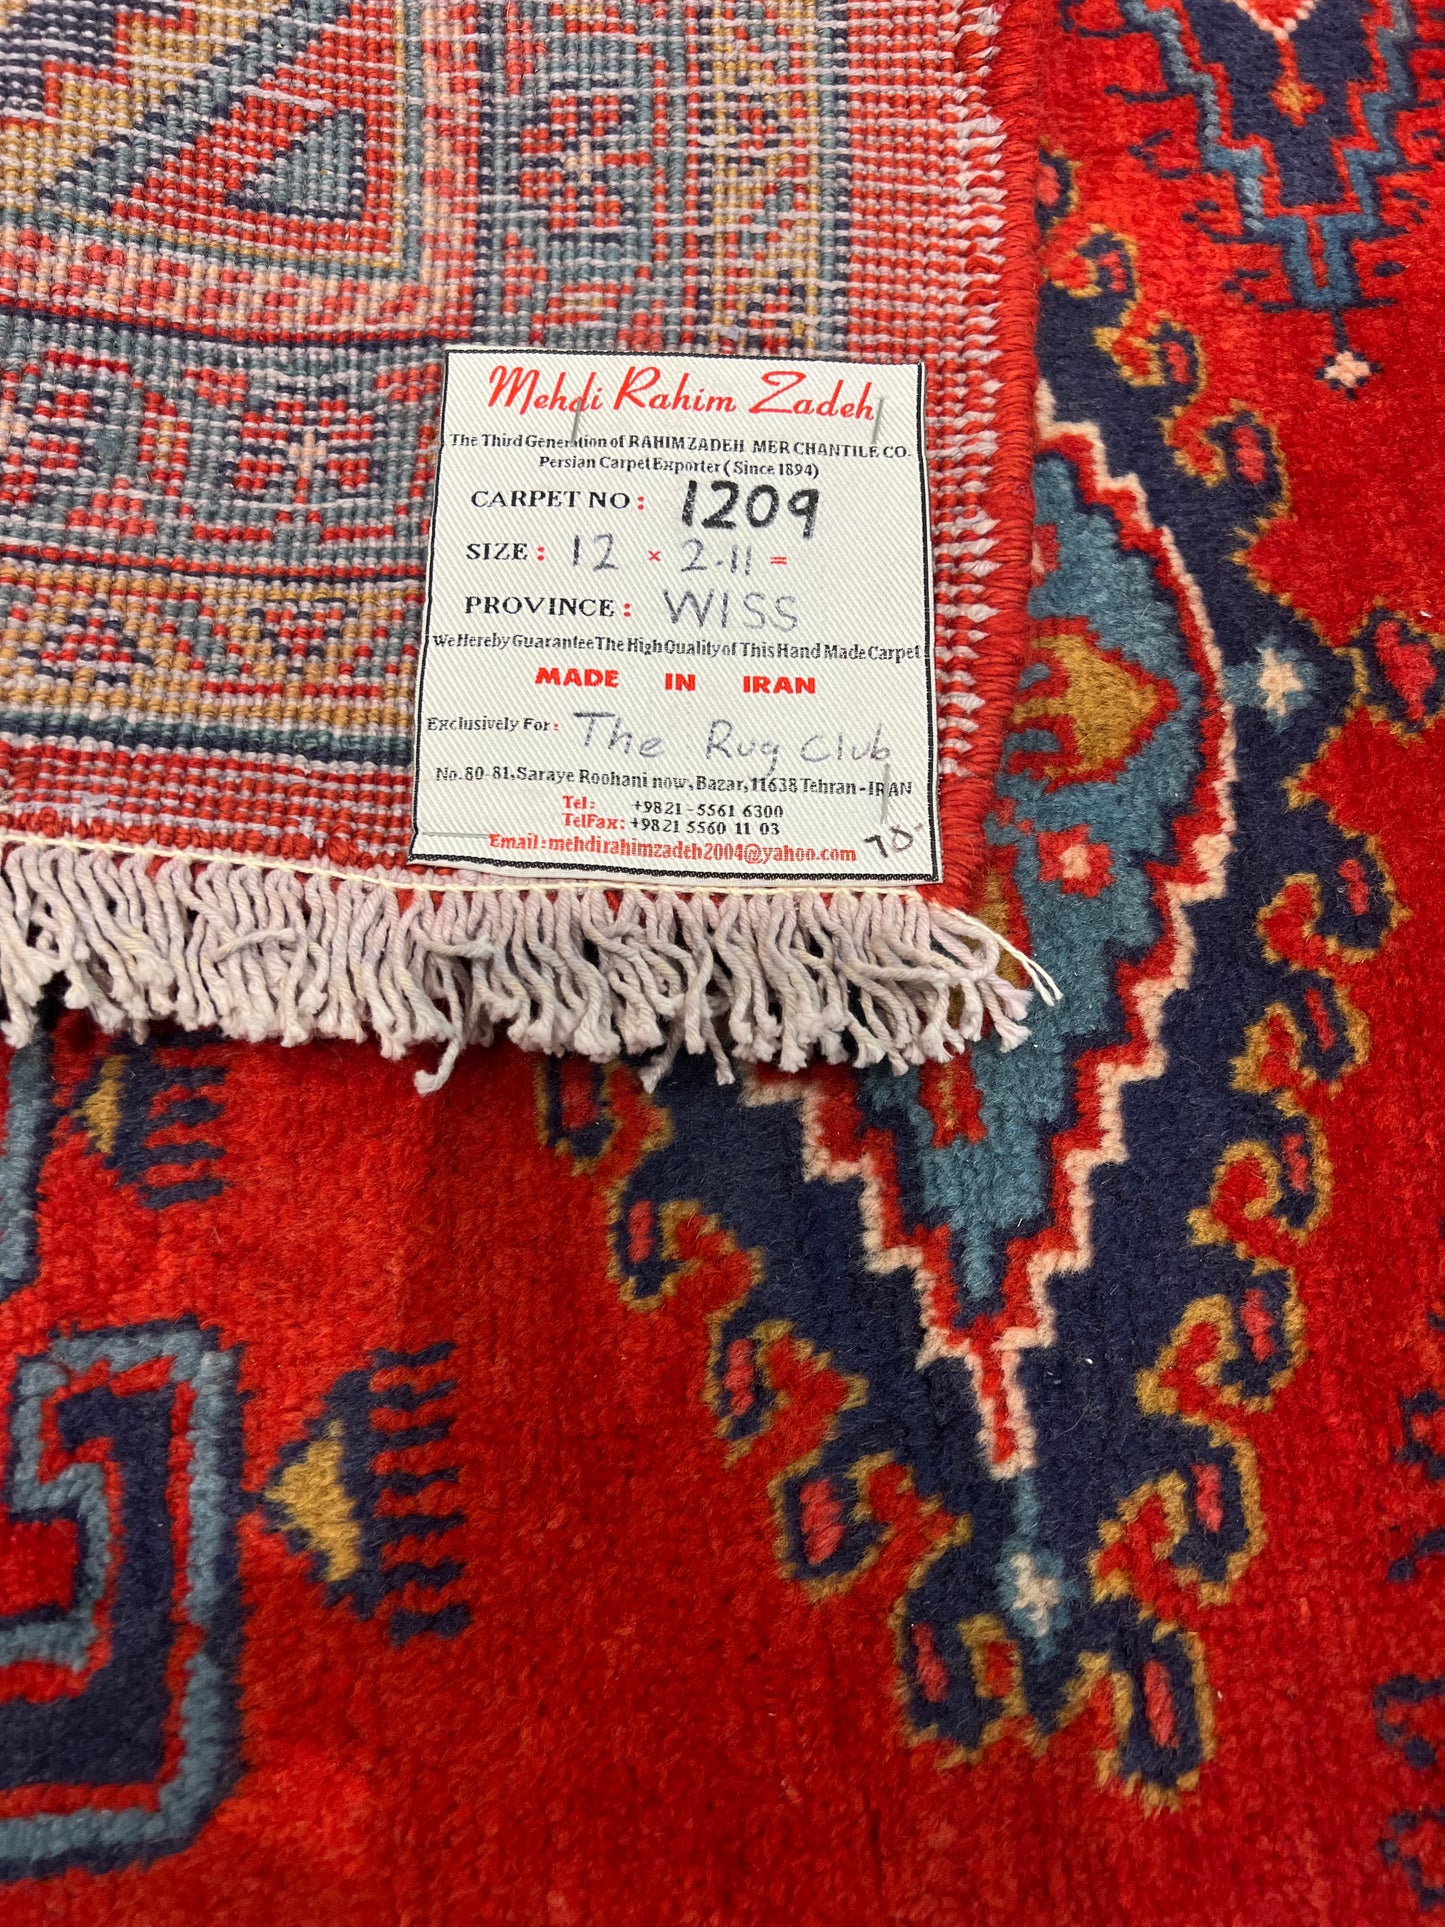 Mehdi Rahim Zadeh
The Third Generation of RAHIMZADEH MERCHANTILE CO.
Persian Carpet Exporter (Since 1894)
CARPET NO: 1209
SIZE: 12 × 2.11 =
PROVINCE: WISS
We Hereby Guarantee The High Quality of This Hand Made Carpet
MADE IN IRAN
Exclusively For: The Rug Club
No.80-81,Saraye Roohani now,Bazar,11638 Tehran-IRAN
Tel: +9821-5561 6300
TelFax: +9821 5560 11 03
Email:mehdirahimzadeh2004@yahoo.com